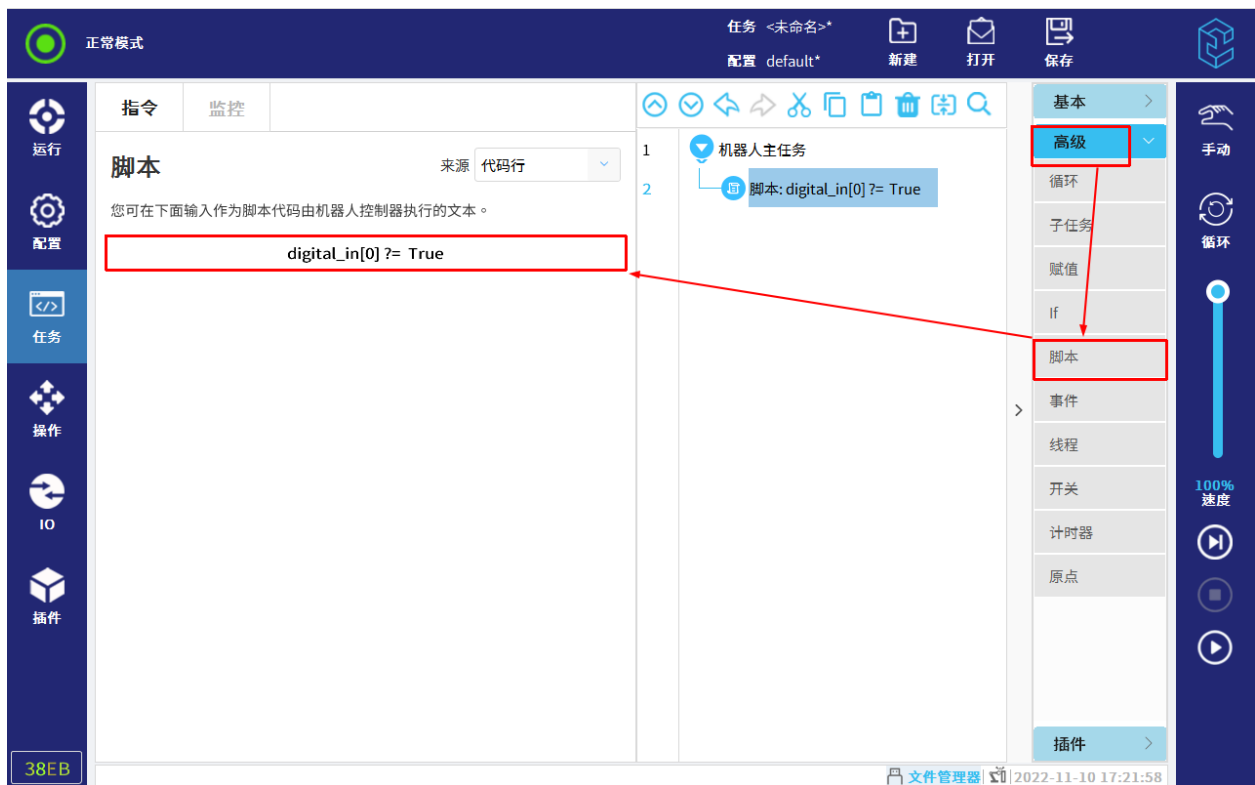 正常模式
任务 <未命名>*
配置 default*
新建
打开
保存
运行
配置
任务
操作
IO
插件
38EB
指令
监控
脚本
来源 代码行
您可在下面输入作为脚本代码由机器人控制器执行的文本。
digital_in[0] ?= True
1 机器人主任务
2 脚本: digital_in[0] ?= True
基本
高级
循环
子任务
赋值
If
脚本
事件
线程
开关
计时器
原点
插件
手动
循环
100%
速度
文件管理器
2022-11-10 17:21:58